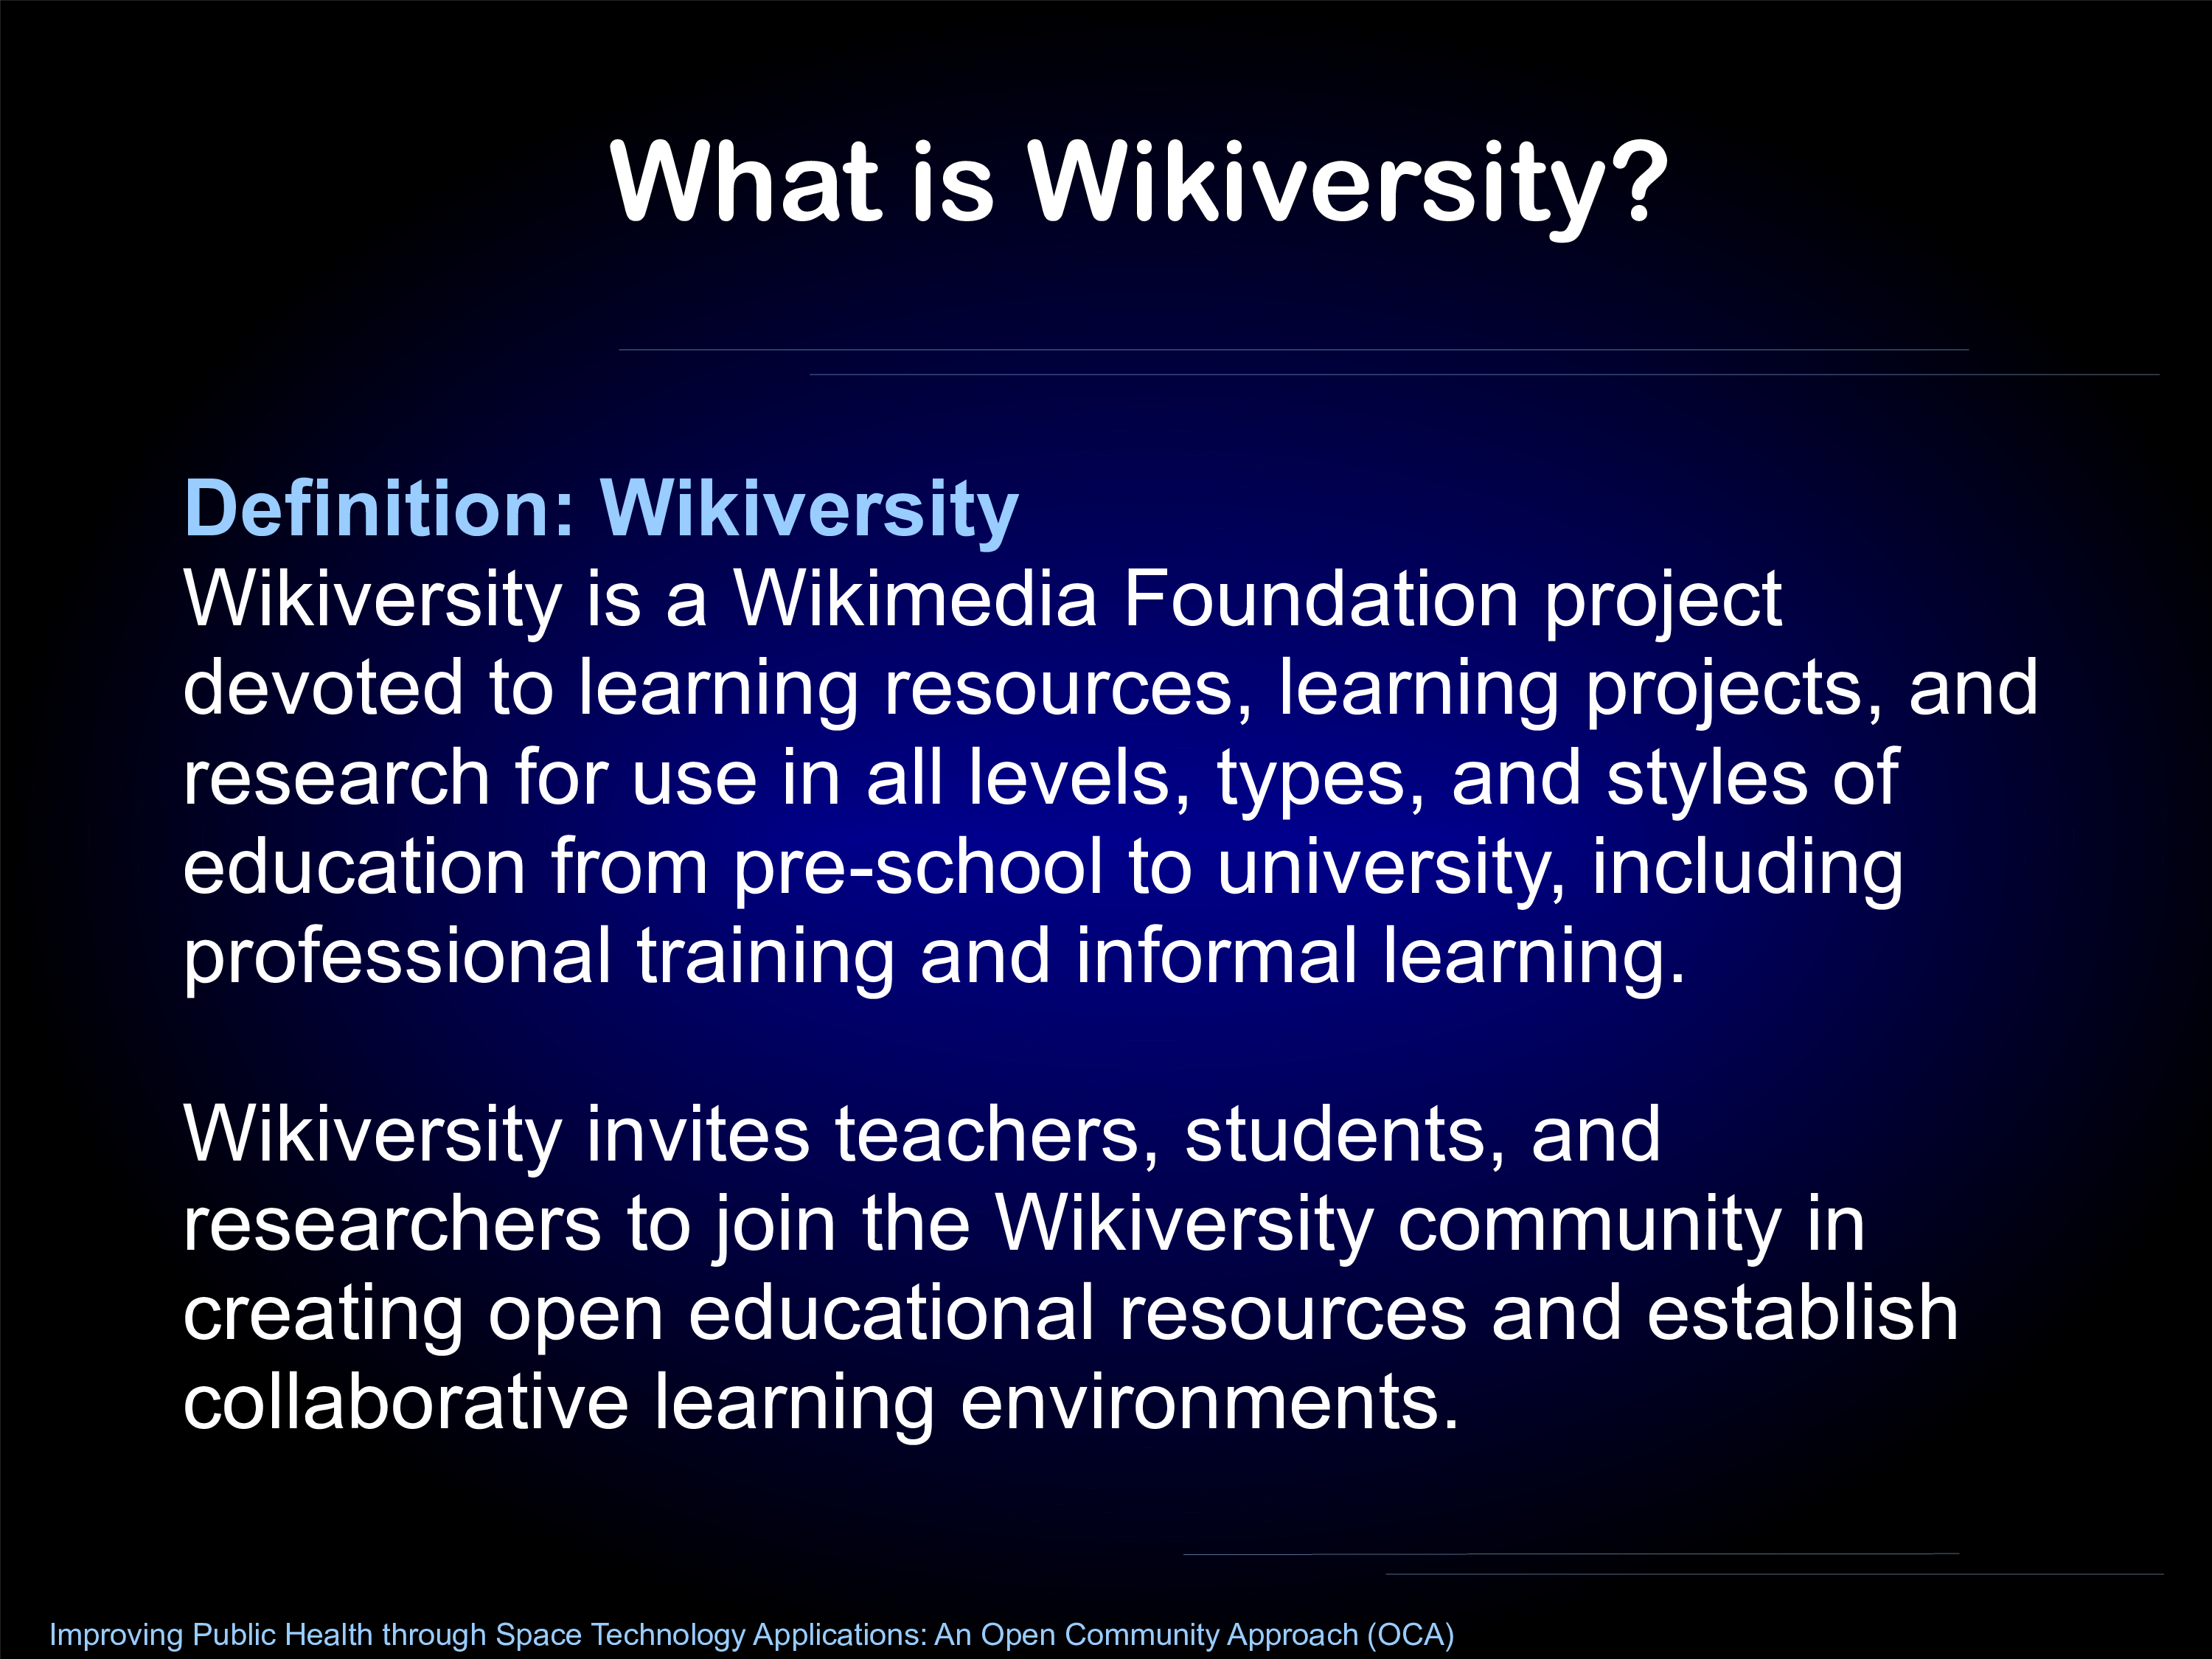 What is Wikiversity?
Definition: Wikiversity
Wikiversity is a Wikimedia Foundation project
devoted to learning resources, learning projects, and
research for use in all levels, types, and styles of
education from pre-school to university, including
professional training and informal learning.
Wikiversity invites teachers, students, and
researchers to join the Wikiversity community in
creating open educational resources and establish
collaborative learning environments.
Improving Public Health through Space Technology Applications: An Open Community Approach (OCA)